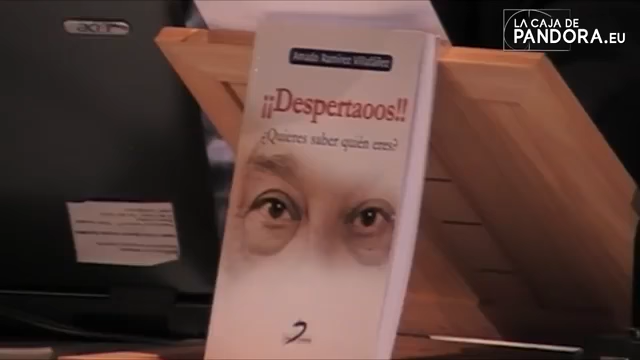 LA CAJA DE
PANDORA.EU
acer
Amado Ramírez Villafáñez
¡¡Despertaoos!!
¿Quieres saber quién eres?